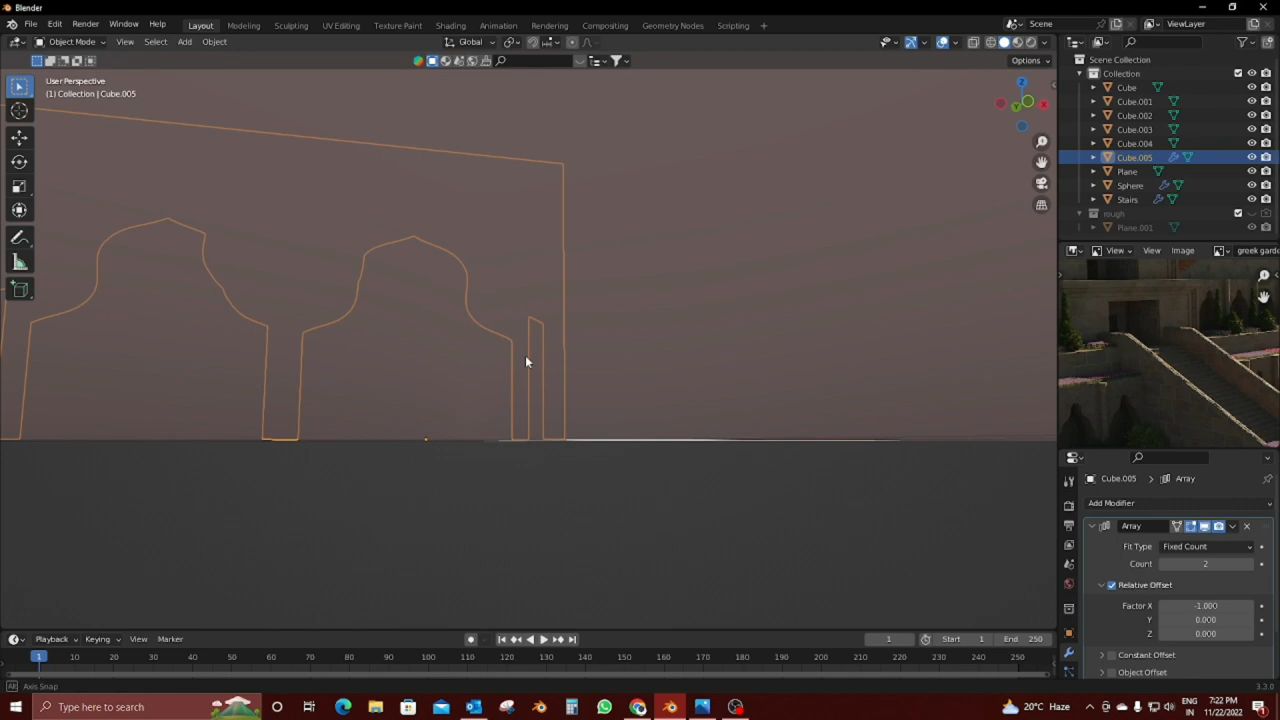 Blender
File Edit Render Window Help Layout Modeling Sculpting UV Editing Texture Paint Shading Animation Rendering Compositing Geometry Nodes Scripting + Scene ViewLayer
Object Mode View Select Add Object Global
Options
User Perspective
(1) Collection | Cube.005
Z
X
Y
Scene Collection
Collection
Cube
Cube.001
Cube.002
Cube.003
Cube.004
Cube.005
Plane
Sphere
Stairs
rough
Plane.001
View View Image greek gard
Cube.005 > Array
Add Modifier
Array
Fit Type Fixed Count
Count 2
Relative Offset
Factor X -1.000
Y 0.000
Z 0.000
Constant Offset
Object Offset
Playback Keying View Marker 1 Start 1 End 250
1 10 20 30 40 50 60 70 80 90 100 110 120 130 140 150 160 170 180 190 200 210 220 230 240 250
Alt Axis Snap 3.3.0
Type here to search 20°C Haze ENG IN 7:22 PM 11/22/2022 1